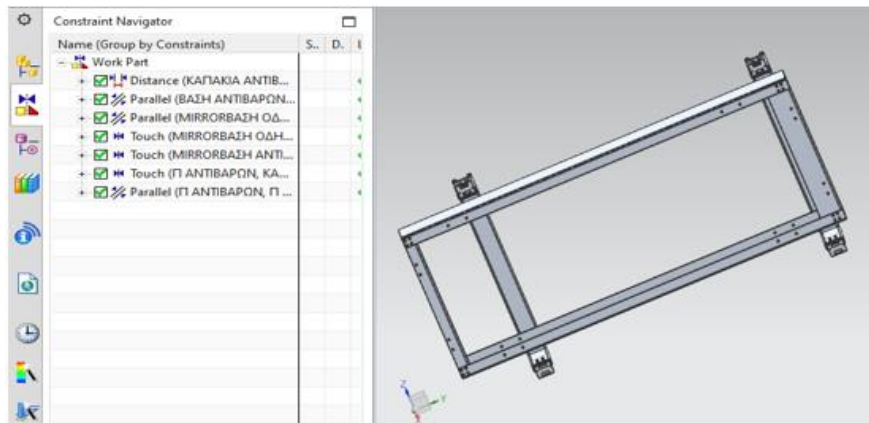 Constraint Navigator
Name (Group by Constraints) S.. D.
Work Part
Distance (ΚΑΠΑΚΙΑ ΑΝΤΙΒ...
Parallel (ΒΑΣΗ ΑΝΤΙΒΑΡΩΝ...
Parallel (MIRRORΒΑΣΗ ΟΔ...
Touch (MIRRORΒΑΣΗ ΟΔΗ...
Touch (MIRRORΒΑΣΗ ΑΝΤΙ...
Touch (Π ΑΝΤΙΒΑΡΩΝ, ΚΑ...
Parallel (Π ΑΝΤΙΒΑΡΩΝ, Π ...
Z
Y